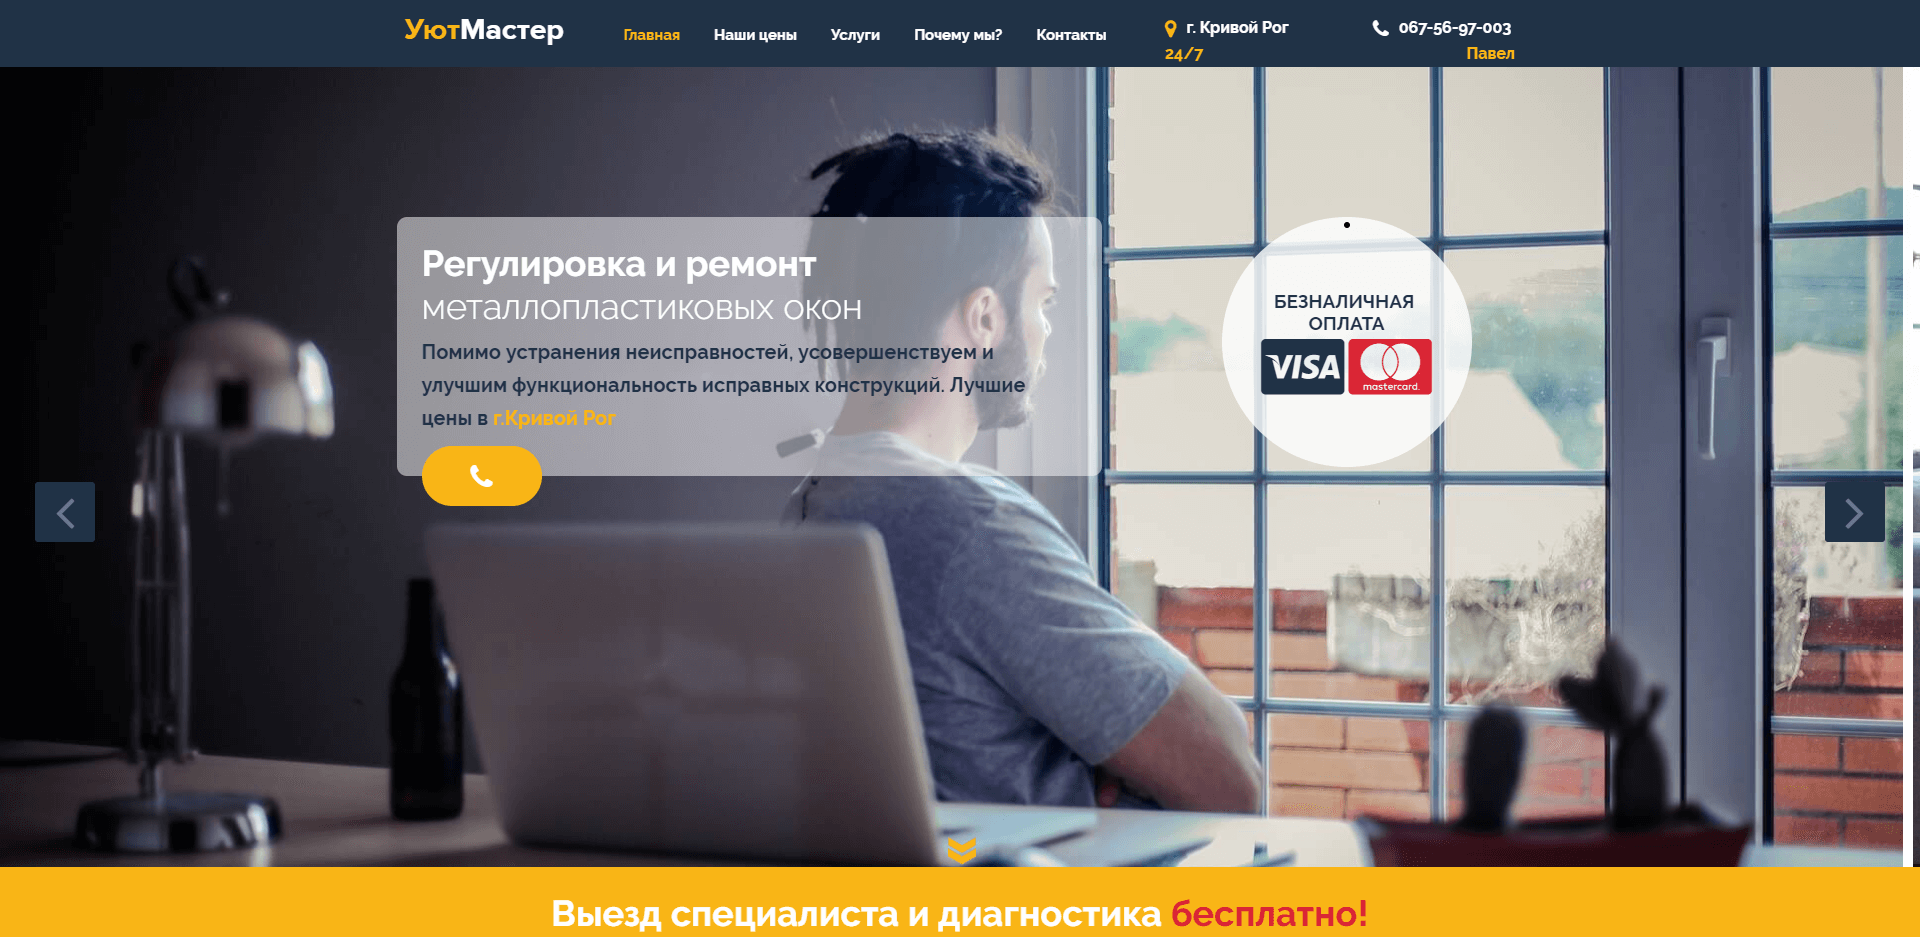 УютМастер
Главная Наши цены Услуги Почему мы? Контакты
г. Кривой Рог
24/7
067-56-97-003
Павел
Регулировка и ремонт
металлопластиковых окон
Помимо устранения неисправностей, усовершенствуем и
улучшим функциональность исправных конструкций. Лучшие
цены в г.Кривой Рог
БЕЗНАЛИЧНАЯ
ОПЛАТА
VISA mastercard.
Выезд специалиста и диагностика бесплатно!